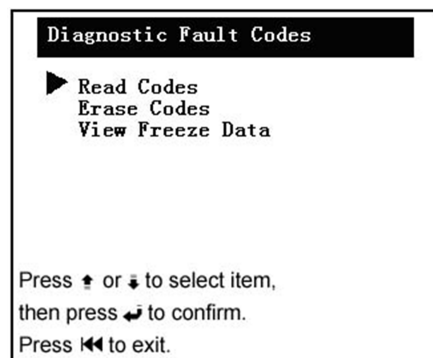 Diagnostic Fault Codes
Read Codes
Erase Codes
View Freeze Data
Press ⬆ or ⬇ to select item,
then press ↵ to confirm.
Press ⏮ to exit.